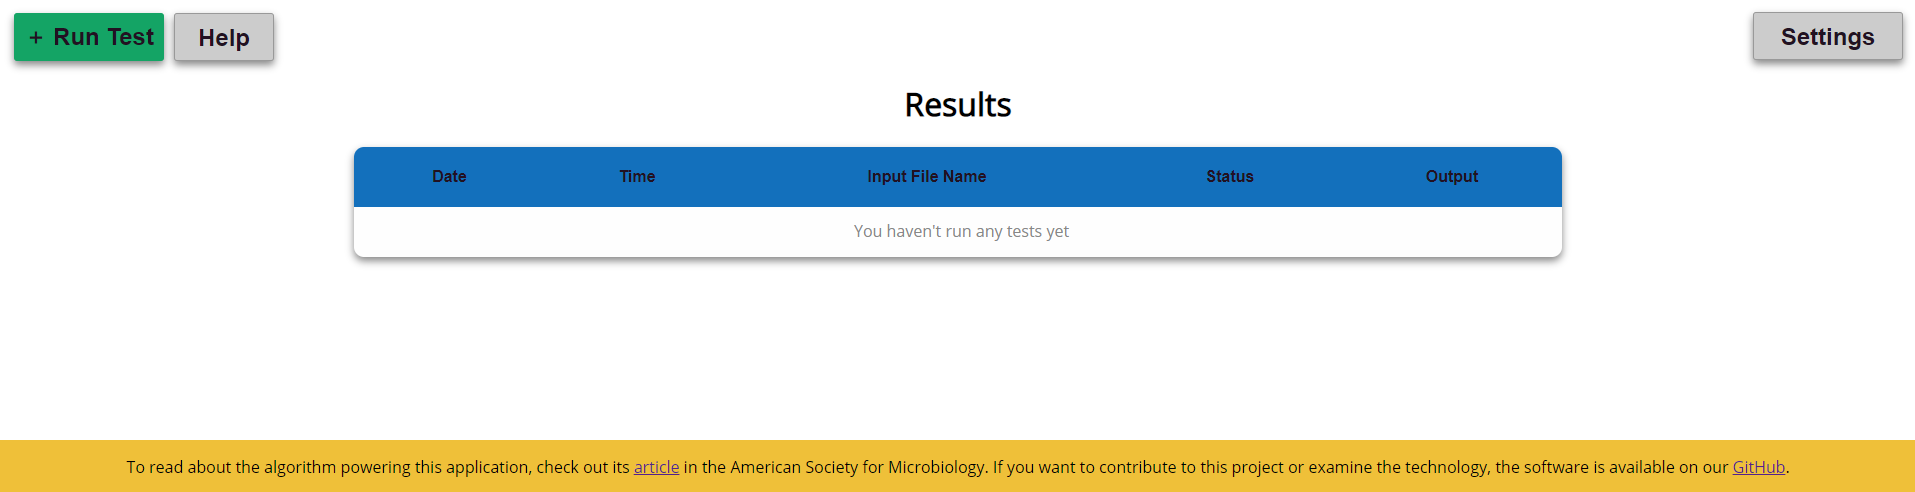 + Run Test Help Settings
Results
Date Time Input File Name Status Output
You haven't run any tests yet
To read about the algorithm powering this application, check out its article in the American Society for Microbiology. If you want to contribute to this project or examine the technology, the software is available on our GitHub.